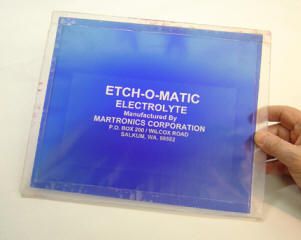 ETCH-O-MATIC
ELECTROLYTE
Manufactured By
MARTRONICS CORPORATION
P.O. BOX 200 / WILCOX ROAD
SALKUM, WA. 98582